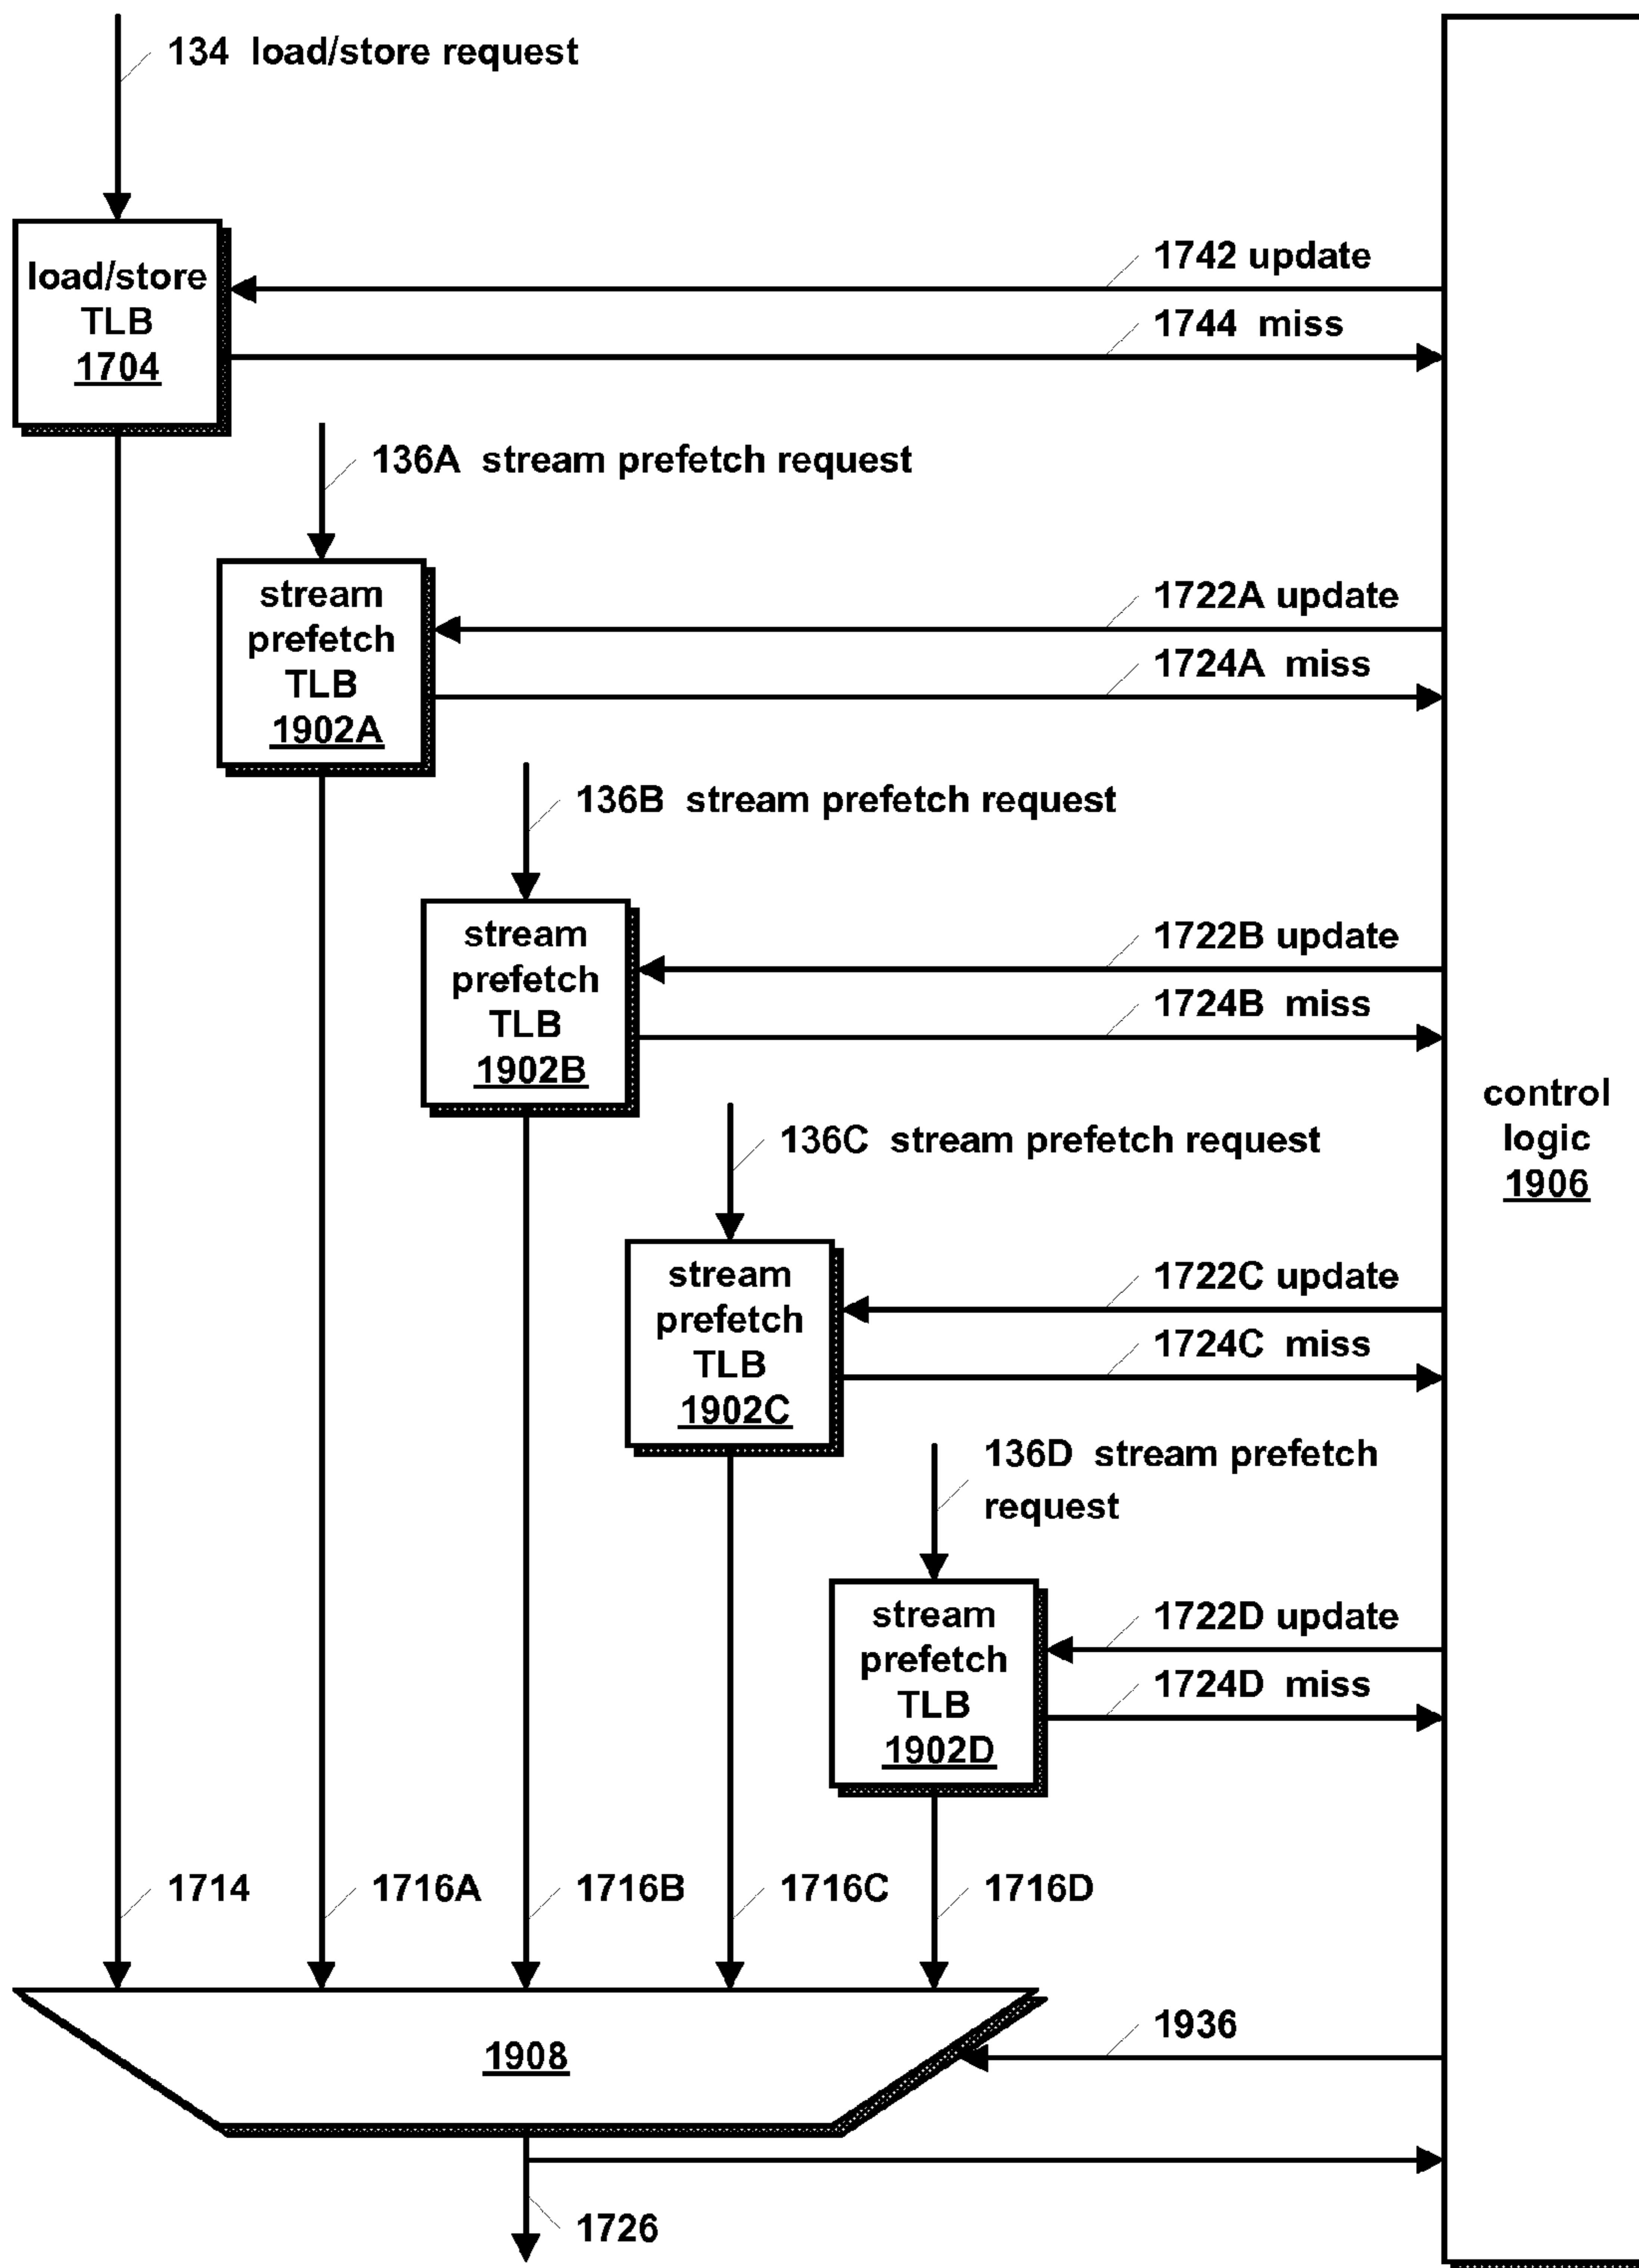 134 load/store request
load/store
TLB
1704
1742 update
1744 miss
136A stream prefetch request
stream
prefetch
TLB
1902A
1722A update
1724A miss
136B stream prefetch request
stream
prefetch
TLB
1902B
1722B update
1724B miss
control
logic
1906
136C stream prefetch request
stream
prefetch
TLB
1902C
1722C update
1724C miss
136D stream prefetch
request
stream
prefetch
TLB
1902D
1722D update
1724D miss
1714
1716A
1716B
1716C
1716D
1908
1936
1726